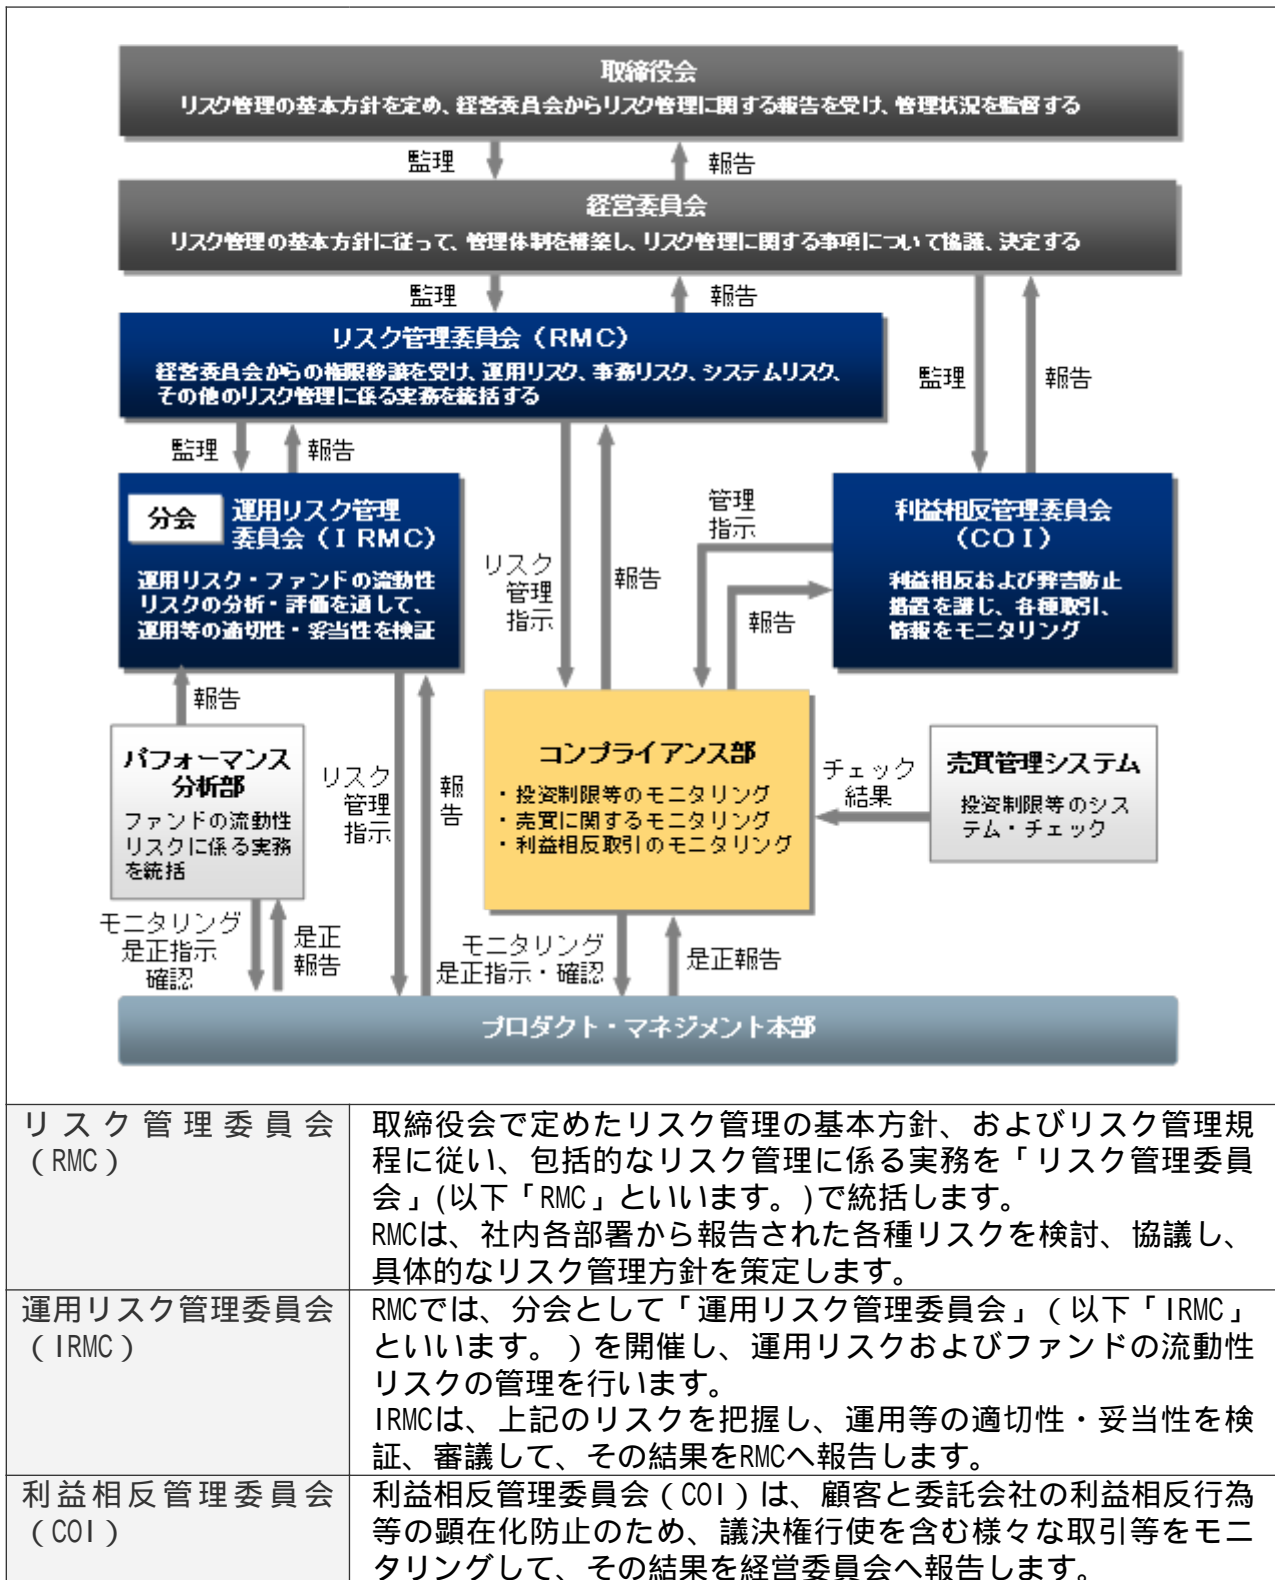 取締役会
リスク管理の基本方針を定め、経営委員会からリスク管理に関する報告を受け、管理状況を監督する
監理
報告
経営委員会
リスク管理の基本方針に従って、管理体制を構築し、リスク管理に関する事項について協議、決定する
監理
報告
リスク管理委員会（RMC）
経営委員会からの権限移譲を受け、運用リスク、事務リスク、システムリスク、
その他のリスク管理に係る実務を統括する
監理
報告
監理
報告
分会
運用リスク管理
委員会（IRMC）
運用リスク・ファンドの流動性
リスクの分析・評価を通して、
運用等の適切性・妥当性を検証
リスク
管理
指示
報告
管理
指示
報告
利益相反管理委員会
（COI）
利益相反および弊害防止
措置を講じ、各種取引、
情報をモニタリング
報告
パフォーマンス
分析部
ファンドの流動性
リスクに係る実務
を統括
リスク
管理
指示
報
告
コンプライアンス部
・投資制限等のモニタリング
・売買に関するモニタリング
・利益相反取引のモニタリング
チェック
結果
売買管理システム
投資制限等のシス
テム・チェック
モニタリング
是正指示
確認
是正
報告
モニタリング
是正指示・確認
是正報告
プロダクト・マネジメント本部
リスク管理委員会
（RMC）
取締役会で定めたリスク管理の基本方針、およびリスク管理規
程に従い、包括的なリスク管理に係る実務を「リスク管理委員
会」(以下「RMC」といいます。)で統括します。
RMCは、社内各部署から報告された各種リスクを検討、協議し、
具体的なリスク管理方針を策定します。
運用リスク管理委員会
（IRMC）
RMCでは、分会として「運用リスク管理委員会」（以下「IRMC」
といいます。）を開催し、運用リスクおよびファンドの流動性
リスクの管理を行います。
IRMCは、上記のリスクを把握し、運用等の適切性・妥当性を検
証、審議して、その結果をRMCへ報告します。
利益相反管理委員会
（COI）
利益相反管理委員会（COI）は、顧客と委託会社の利益相反行為
等の顕在化防止のため、議決権行使を含む様々な取引等をモニ
タリングして、その結果を経営委員会へ報告します。